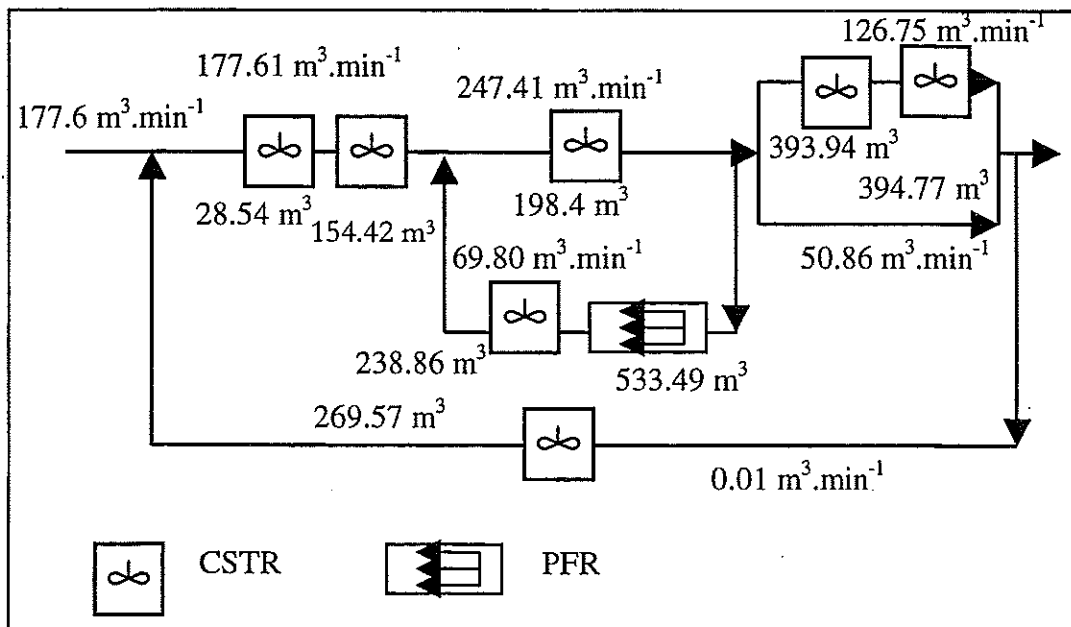 126.75 m³.min⁻¹
177.61 m³.min⁻¹
247.41 m³.min⁻¹
177.6 m³.min⁻¹
393.94 m³
394.77 m³
28.54 m³
154.42 m³
198.4 m³
69.80 m³.min⁻¹
50.86 m³.min⁻¹
238.86 m³
533.49 m³
269.57 m³
0.01 m³.min⁻¹
CSTR
PFR